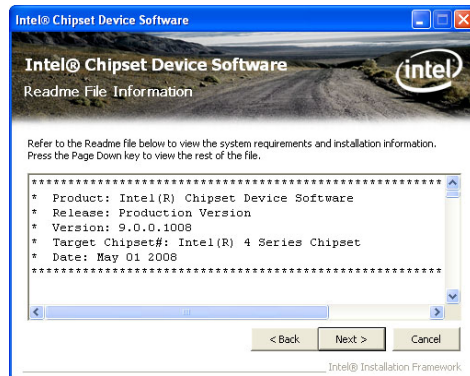 Intel® Chipset Device Software
Intel® Chipset Device Software
intel
Readme File Information
Refer to the Readme file below to view the system requirements and installation information.
Press the Page Down key to view the rest of the file.
*********************************************************
* Product: Intel(R) Chipset Device Software
* Release: Production Version
* Version: 9.0.0.1008
* Target Chipset#: Intel(R) 4 Series Chipset
* Date: May 01 2008
*********************************************************
< Back Next > Cancel
Intel® Installation Framework